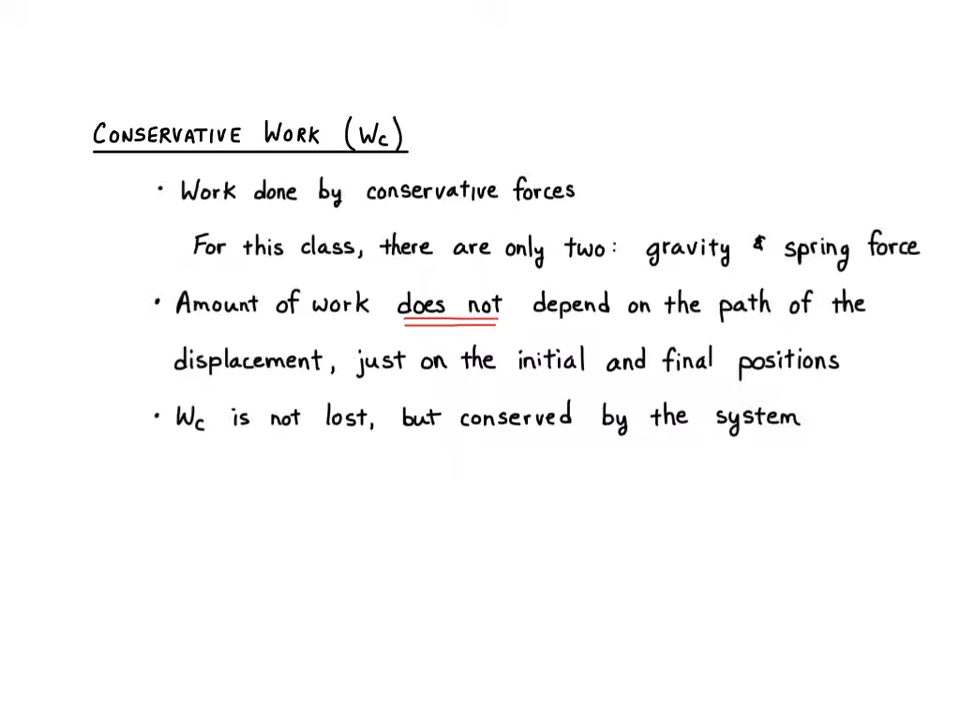 CONSERVATIVE WORK (Wc)
• Work done by conservative forces
For this class, there are only two: gravity & spring force
• Amount of work does not depend on the path of the
displacement, just on the initial and final positions
• Wc is not lost, but conserved by the system